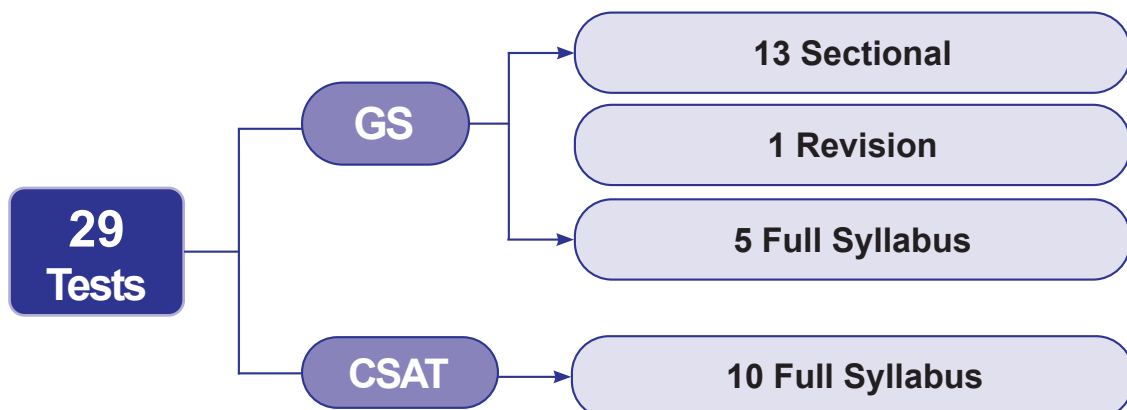 29
Tests
GS
13 Sectional
1 Revision
5 Full Syllabus
CSAT
10 Full Syllabus